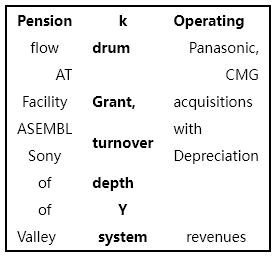 Pension k Operating
flow drum Panasonic,
AT CMG
Facility Grant, acquisitions
ASEMBL turnover with
Sony Depreciation
of depth
of Y
Valley system revenues